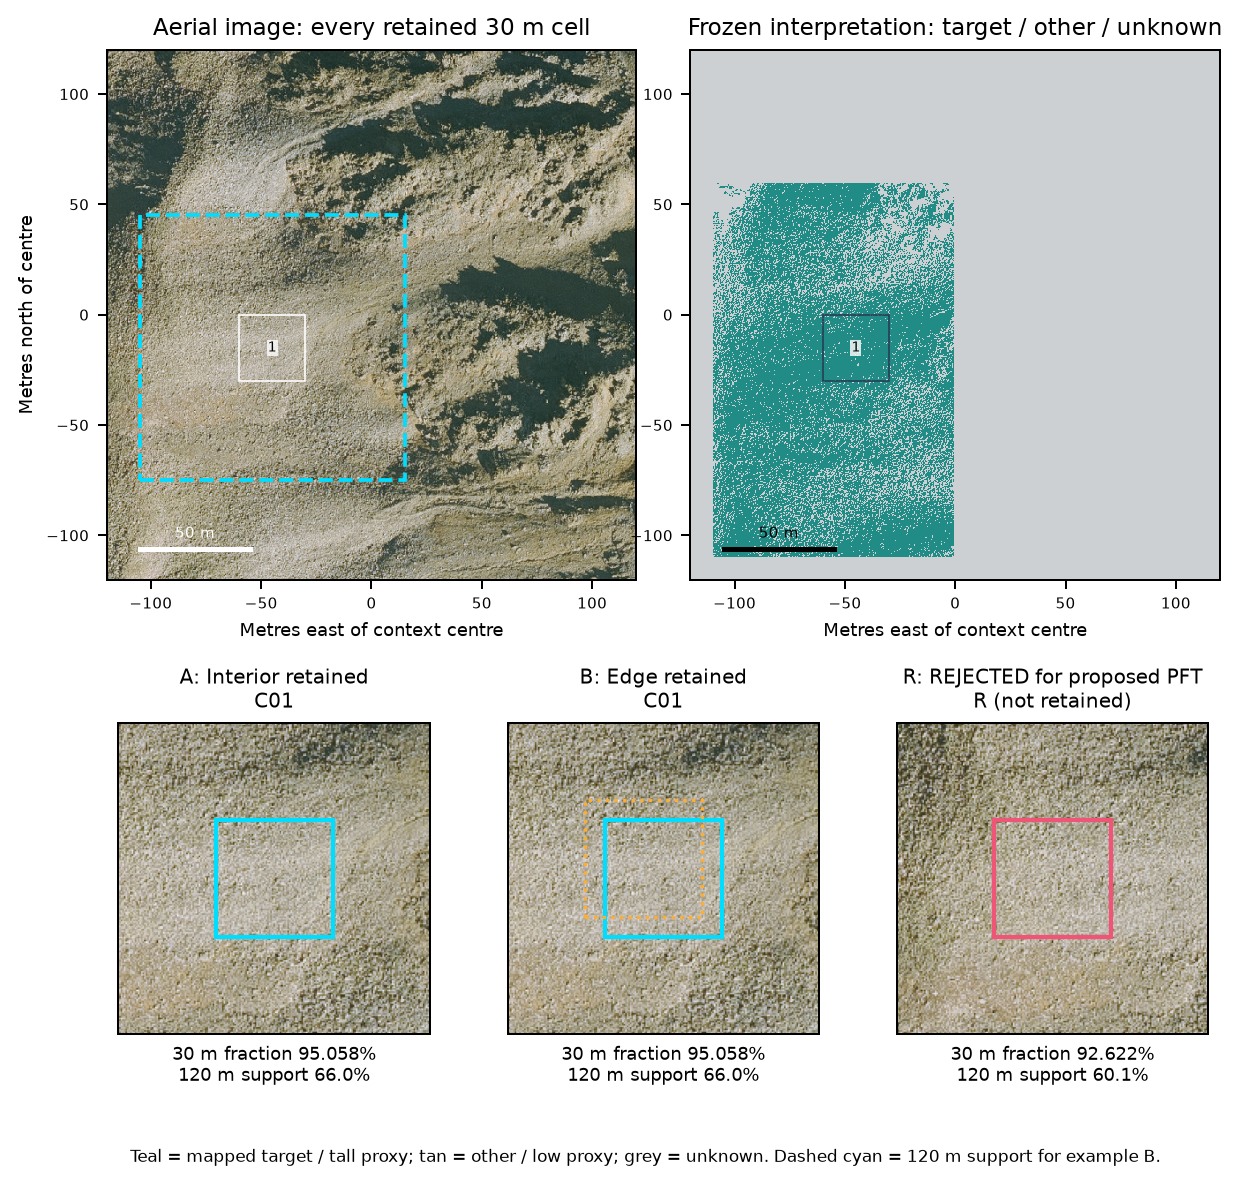 Aerial image: every retained 30 m cell
Frozen interpretation: target / other / unknown
Metres north of centre
100
50
0
−50
−100
1
50 m
−100
−50
0
50
100
Metres east of context centre
100
50
0
−50
−100
1
50 m
−100
−50
0
50
100
Metres east of context centre
A: Interior retained
C01
B: Edge retained
C01
R: REJECTED for proposed PFT
R (not retained)
30 m fraction 95.058%
120 m support 66.0%
30 m fraction 95.058%
120 m support 66.0%
30 m fraction 92.622%
120 m support 60.1%
Teal = mapped target / tall proxy; tan = other / low proxy; grey = unknown. Dashed cyan = 120 m support for example B.